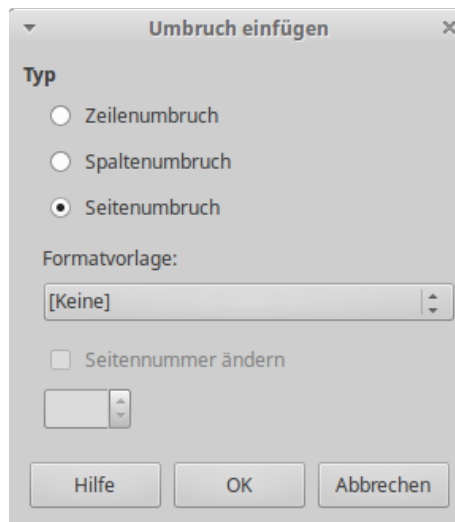 Umbruch einfügen
Typ
Zeilenumbruch
Spaltenumbruch
Seitenumbruch
Formatvorlage:
[Keine]
Seitennummer ändern
Hilfe OK Abbrechen